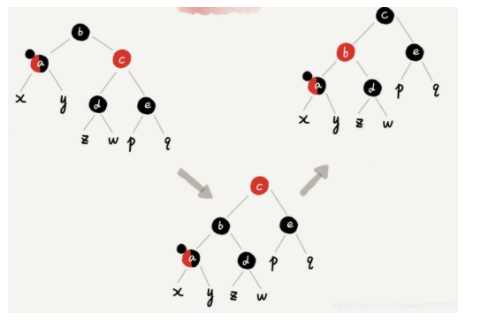 b
a c
x y d e
z w p q
c
b e
a d p q
x y z w
c
b e
a d p q
x y z w